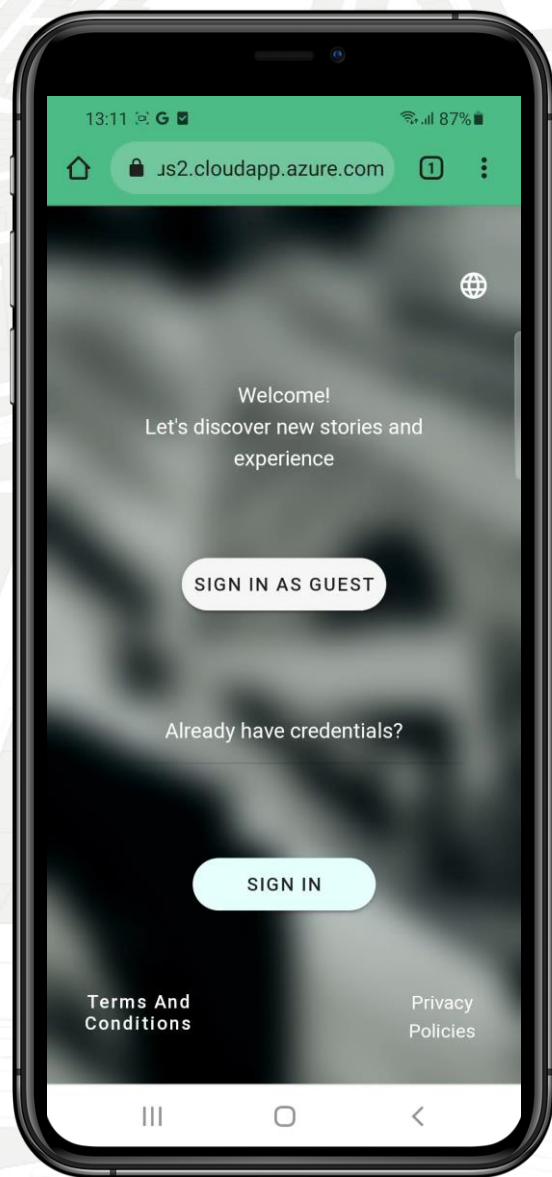 13:11 G 87%
us2.cloudapp.azure.com 1
Welcome!
Let's discover new stories and
experience
SIGN IN AS GUEST
Already have credentials?
SIGN IN
Terms And
Conditions
Privacy
Policies